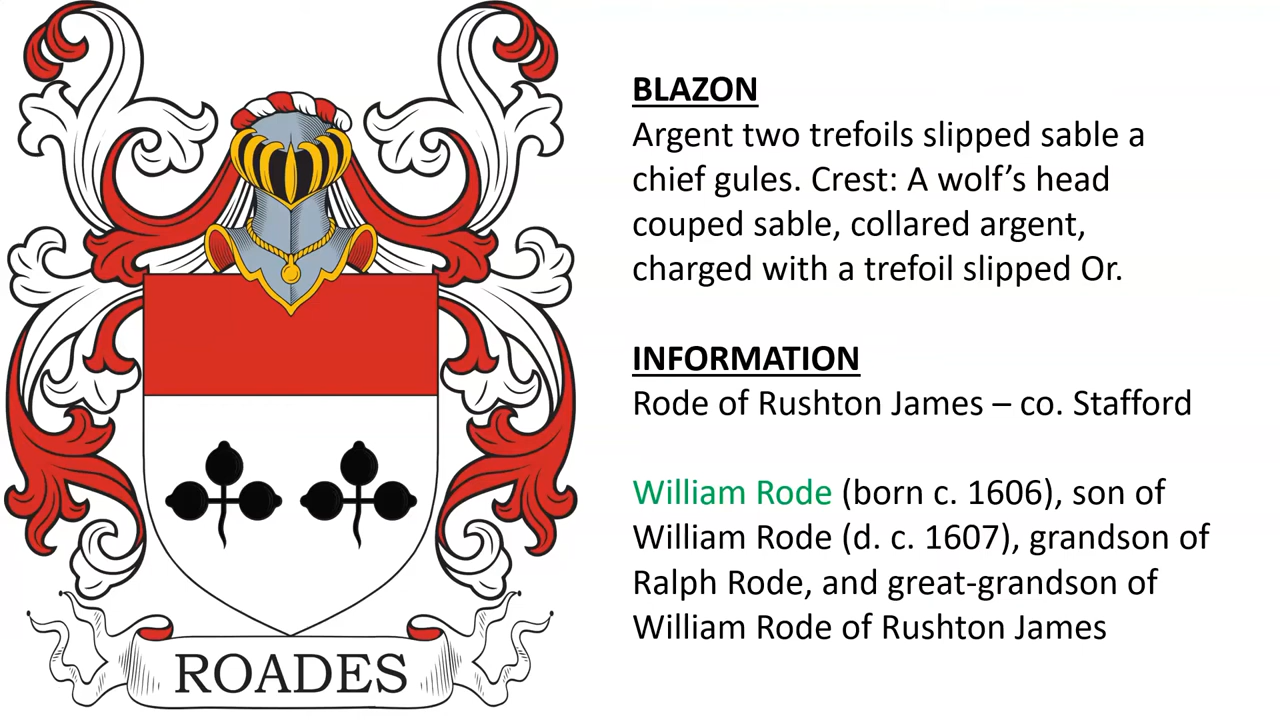 BLAZON
Argent two trefoils slipped sable a
chief gules. Crest: A wolf’s head
couped sable, collared argent,
charged with a trefoil slipped Or.
INFORMATION
Rode of Rushton James – co. Stafford
William Rode (born c. 1606), son of
William Rode (d. c. 1607), grandson of
Ralph Rode, and great-grandson of
William Rode of Rushton James
ROADES